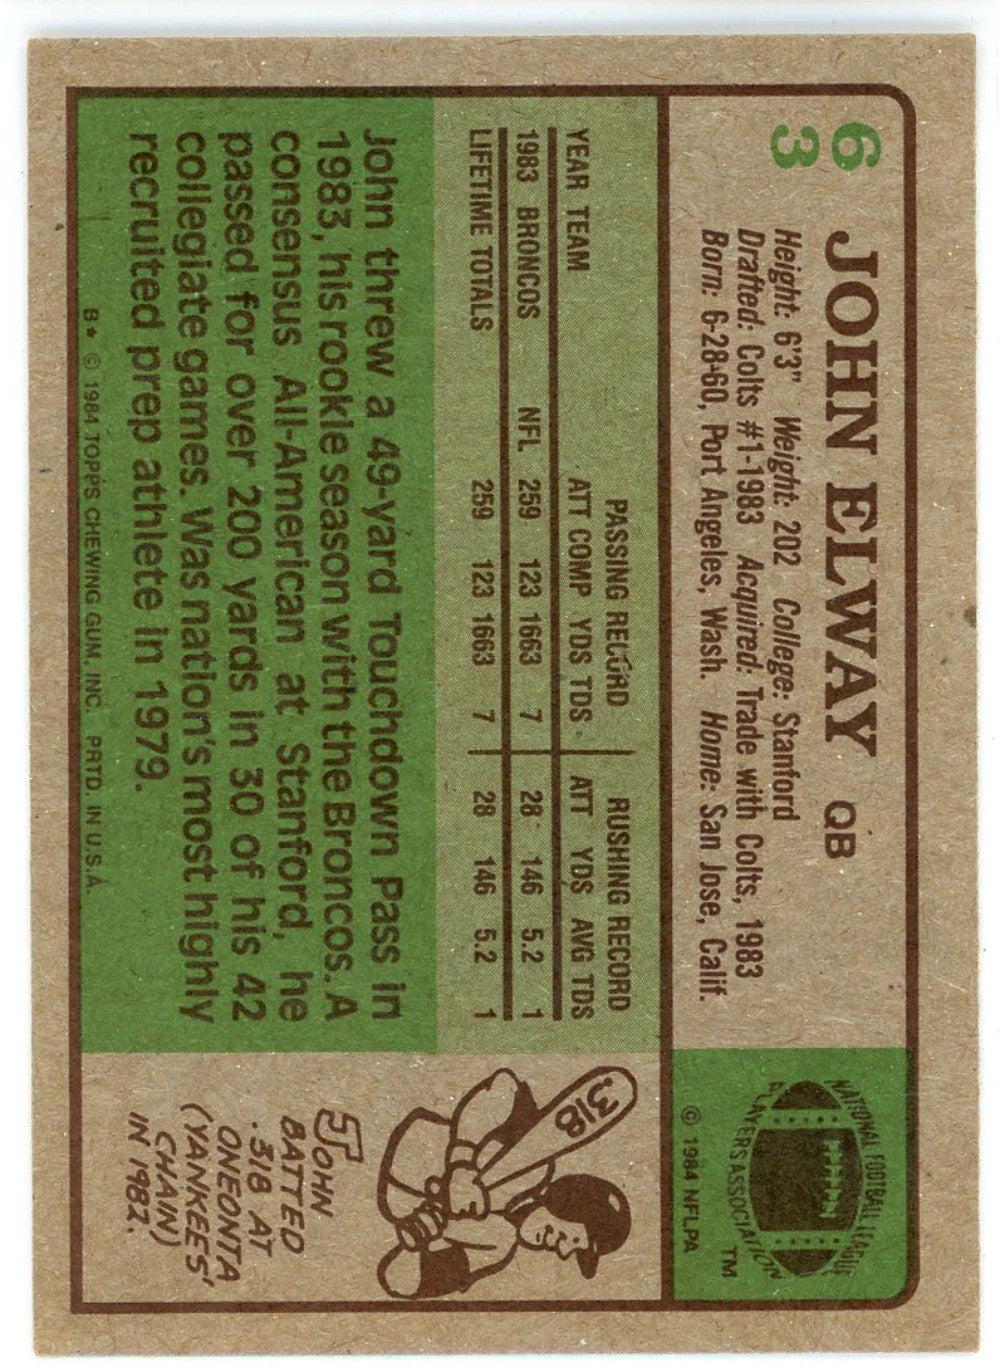 63
JOHN ELWAY QB
Height: 6'3" Weight: 202 College: Stanford
Drafted: Colts #1-1983 Acquired: Trade with Colts, 1983
Born: 6-28-60, Port Angeles, Wash. Home: San Jose, Calif.
NATIONAL FOOTBALL LEAGUE
PLAYERS ASSOCIATION
TM
© 1984 NFLPA
PASSING RECORD RUSHING RECORD
YEAR TEAM ATT COMP YDS TDS ATT YDS AVG TDS
1983 BRONCOS NFL 259 123 1663 7 28 146 5.2 1
LIFETIME TOTALS 259 123 1663 7 28 146 5.2 1
John threw a 49-yard Touchdown Pass in
1983, his rookie season with the Broncos. A
consensus All-American at Stanford, he
passed for over 200 yards in 30 of his 42
collegiate games. Was nation's most highly
recruited prep athlete in 1979.
B* © 1984 TOPPS CHEWING GUM, INC. PRTD. IN U.S.A.
318
JOHN
BATTED
.318 AT
ONEONTA
(YANKEES'
CHAIN)
IN 1982.